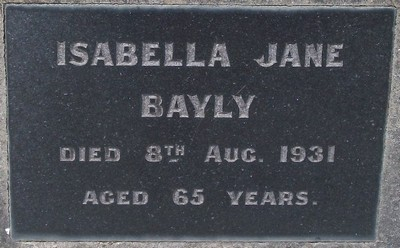 ISABELLA JANE
BAYLY
DIED 8TH AUG. 1931
AGED 65 YEARS.